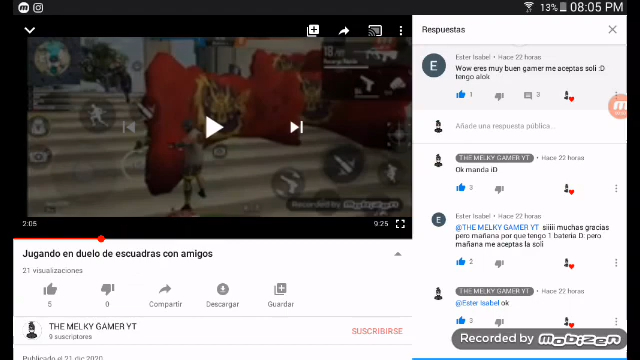 13% 08:05 PM
Respuestas
Ester Isabel • Hace 22 horas
Wow eres muy buen gamer me aceptas soli :D
tengo alok
1 3
Añade una respuesta pública...
THE MELKY GAMER YT • Hace 22 horas
Ok manda ¡D
3
Ester Isabel • Hace 22 horas
@THE MELKY GAMER YT siiiii muchas gracias
pero mañana por que tengo 1 bateria D: pero
mañana me aceptas la soli
2
THE MELKY GAMER YT • Hace 22 horas
@Ester Isabel ok
3
Recorded by Mobizen
2:05 9:25
Jugando en duelo de escuadras con amigos
21 visualizaciones
5 0 Compartir Descargar Guardar
THE MELKY GAMER YT
9 suscriptores
SUSCRIBIRSE
Publicado el 21 dic 2020